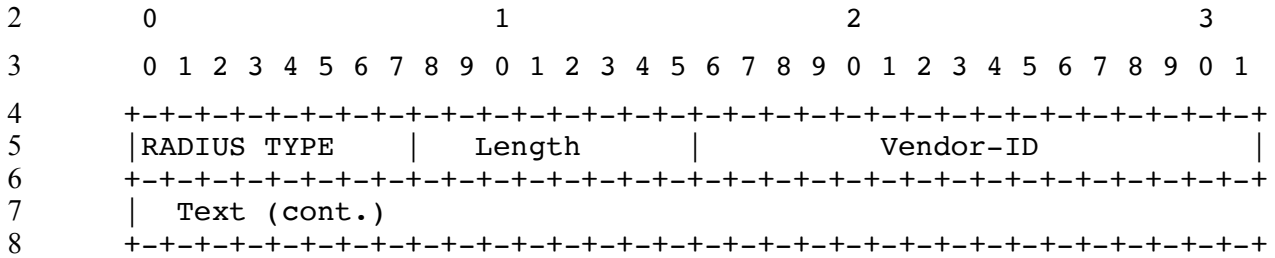 2 0 1 2 3
3 0 1 2 3 4 5 6 7 8 9 0 1 2 3 4 5 6 7 8 9 0 1 2 3 4 5 6 7 8 9 0 1
4 +-+-+-+-+-+-+-+-+-+-+-+-+-+-+-+-+-+-+-+-+-+-+-+-+-+-+-+-+-+-+-+-+
5 |RADIUS TYPE | Length | Vendor-ID |
6 +-+-+-+-+-+-+-+-+-+-+-+-+-+-+-+-+-+-+-+-+-+-+-+-+-+-+-+-+-+-+-+-+
7 | Text (cont.)
8 +-+-+-+-+-+-+-+-+-+-+-+-+-+-+-+-+-+-+-+-+-+-+-+-+-+-+-+-+-+-+-+-+